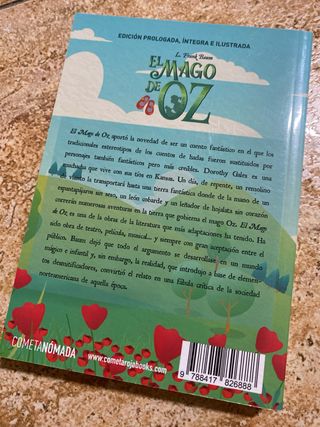 EDICIÓN PROLOGADA, ÍNTEGRA E ILUSTRADA
L. Frank Baum
EL MAGO
DE OZ
El Mago de Oz, aportó la novedad de ser un cuento fantástico en el que los
tradicionales estereotipos de los cuentos de hadas fueron sustituidos por
personajes también fantásticos pero más creíbles. Dorothy Gales es una
muchacha que vive con sus tíos en Kansas. Un día, de repente, un remolino
de viento la transportará hasta una tierra fantástica donde de la mano de un
espantapájaros sin seso, un león cobarde y un leñador de hojalata sin corazón
correrán numerosas aventuras en la tierra que gobierna el mago Oz. El Mago
de Oz, es una de la obras de la literatura que más adaptaciones ha tenido. Ha
sido obra de teatro, película, musical... y siempre con gran aceptación entre el
público. Baum dejó que todo el argumento se desarrollase en un mundo
mágico e infantil y, sin embargo, la realidad, que introdujo a base de elemen-
tos desmitificadores, convirtió el relato en una fábula crítica de la sociedad
norteamericana de aquella época.
COMETANÓMADA
www.cometarojabooks.com
9 788417 826888